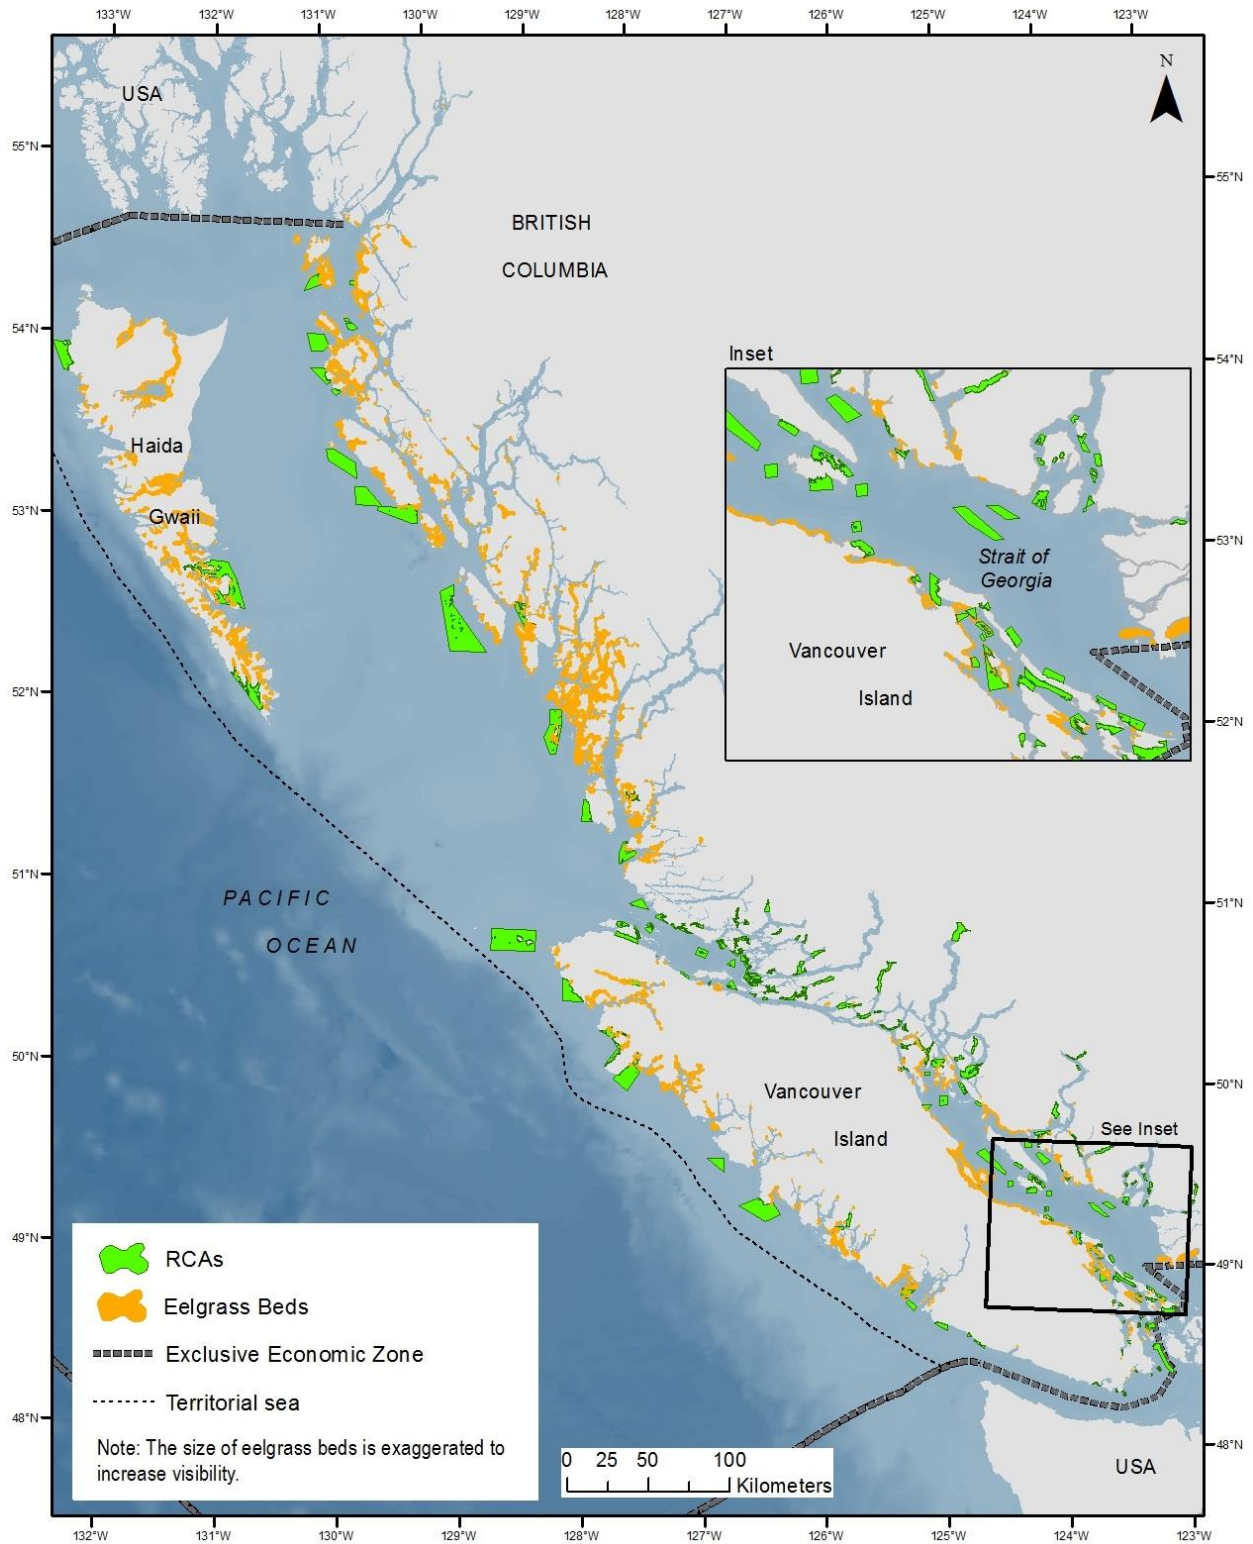 133°W 132°W 131°W 130°W 129°W 128°W 127°W 126°W 125°W 124°W 123°W
N
USA
55°N
55°N
BRITISH
COLUMBIA
54°N
54°N
Inset
Haida
Gwaii
53°N
53°N
Strait of
Georgia
Vancouver
Island
52°N
52°N
51°N
51°N
PACIFIC
OCEAN
50°N
50°N
Vancouver
Island
See Inset
49°N
49°N
RCAs
Eelgrass Beds
Exclusive Economic Zone
Territorial sea
Note: The size of eelgrass beds is exaggerated to
increase visibility.
48°N
48°N
0 25 50 100
Kilometers
USA
132°W 131°W 130°W 129°W 128°W 127°W 126°W 125°W 124°W 123°W